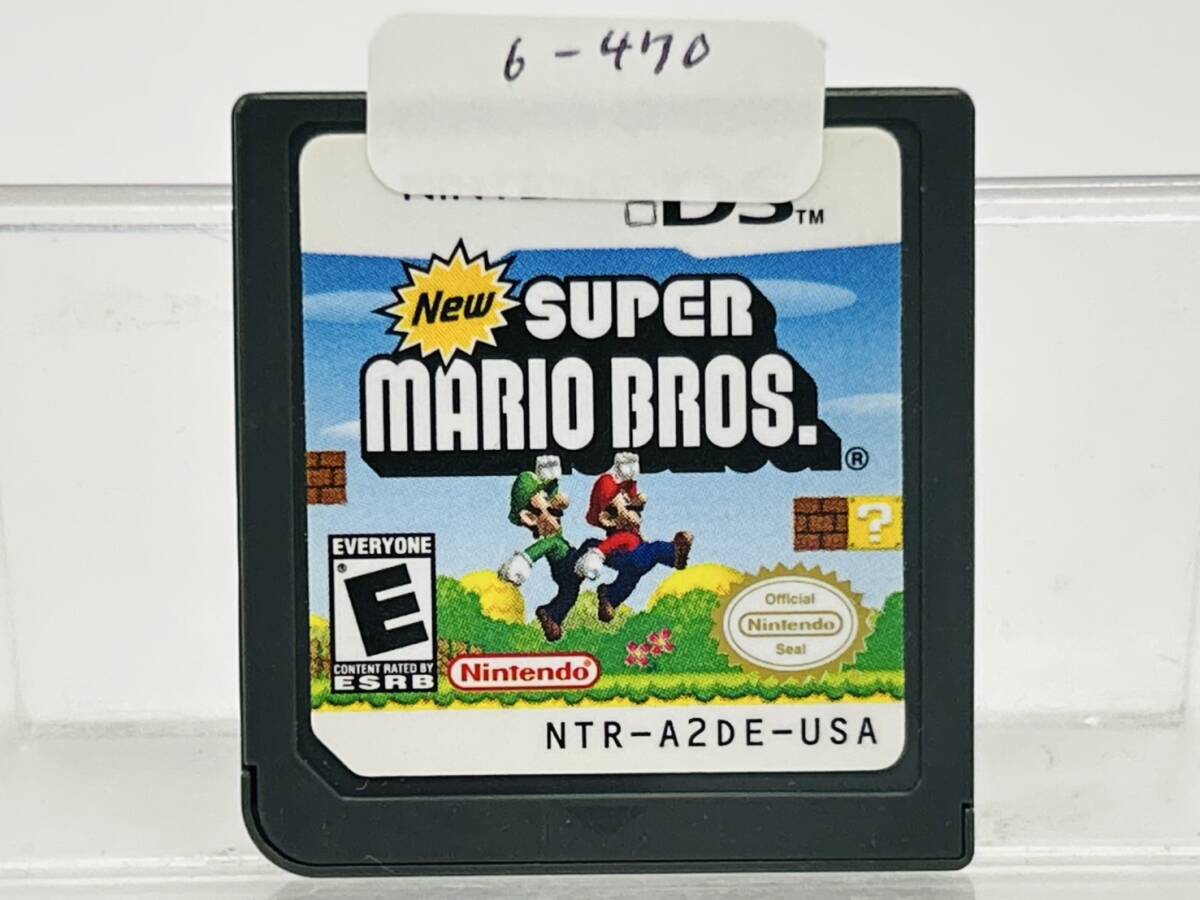 6-470
DS™
New SUPER
MARIO BROS.®
?
EVERYONE
E
CONTENT RATED BY
ESRB
Nintendo
Official
Nintendo
Seal
NTR-A2DE-USA